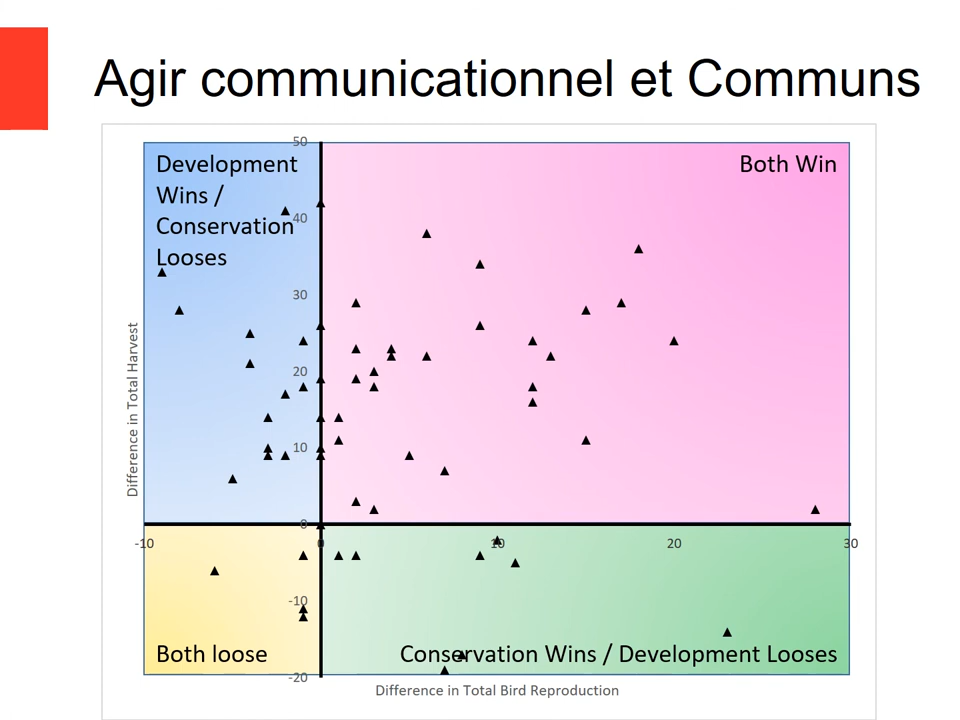 Agir communicationnel et Communs
50
Development
Wins /
Conservation
Looses
Both Win
40
30
20
10
0
-10
0
10
20
30
-10
-20
Both loose
Conservation Wins / Development Looses
Difference in Total Harvest
Difference in Total Bird Reproduction